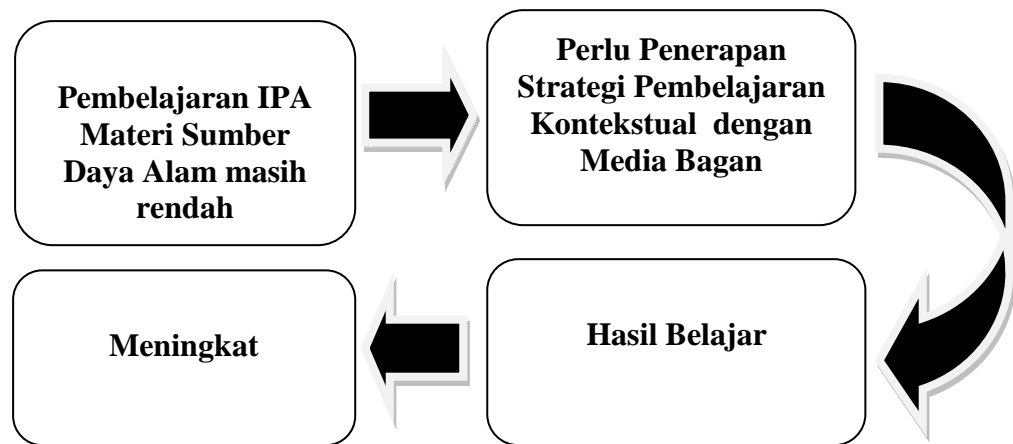 Pembelajaran IPA
Materi Sumber
Daya Alam masih
rendah
Perlu Penerapan
Strategi Pembelajaran
Kontekstual dengan
Media Bagan
Hasil Belajar
Meningkat